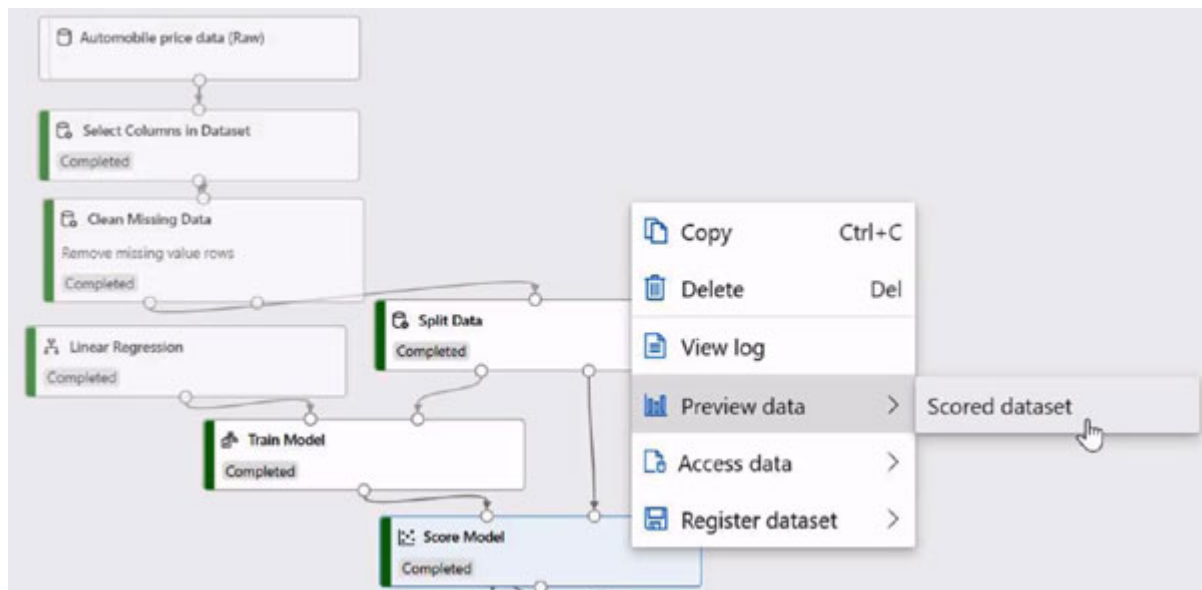 Automobile price data (Raw)
Select Columns in Dataset
Completed
Clean Missing Data
Remove missing value rows
Completed
Linear Regression
Completed
Split Data
Completed
Train Model
Completed
Score Model
Completed
Copy Ctrl+C
Delete Del
View log
Preview data
Scored dataset
Access data
Register dataset